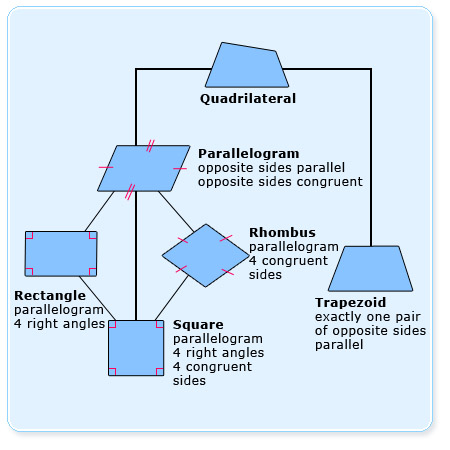 Quadrilateral
Parallelogram
opposite sides parallel
opposite sides congruent
Rhombus
parallelogram
4 congruent
sides
Rectangle
parallelogram
4 right angles
Square
parallelogram
4 right angles
4 congruent
sides
Trapezoid
exactly one pair
of opposite sides
parallel